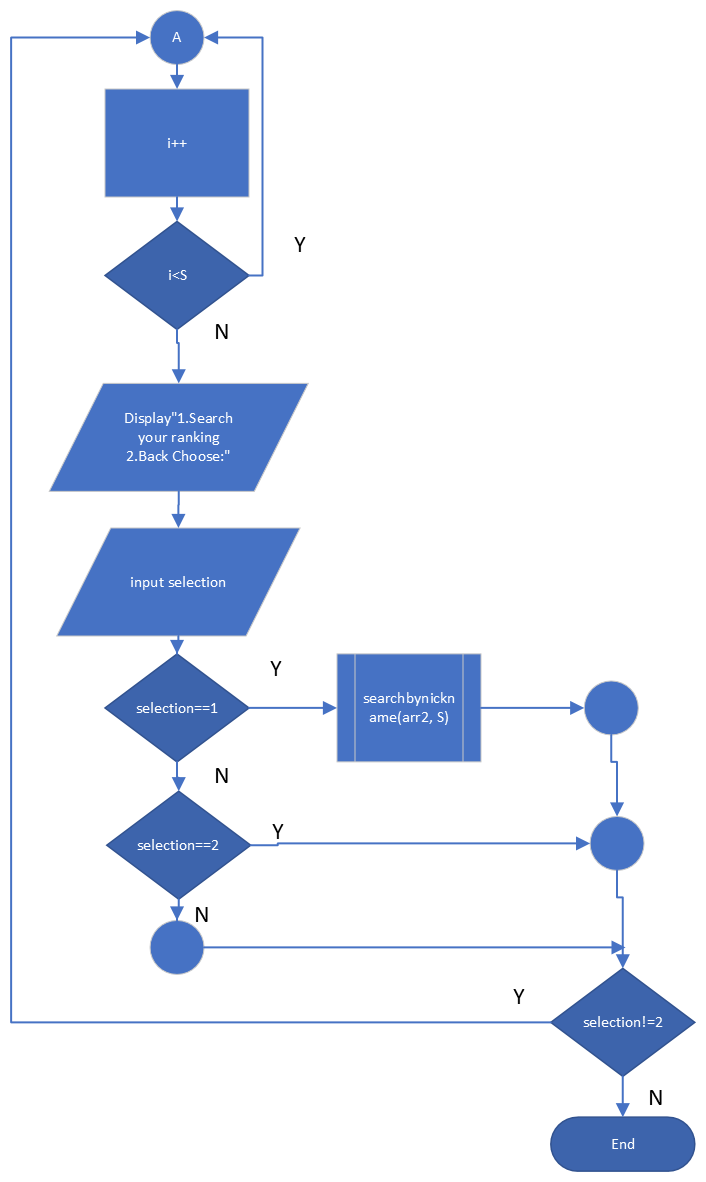 A
i++
Y
i<S
N
Display"1.Search
your ranking
2.Back Choose:"
input selection
Y
searchbynickn
ame(arr2, S)
selection==1
N
Y
selection==2
N
Y
selection!=2
N
End